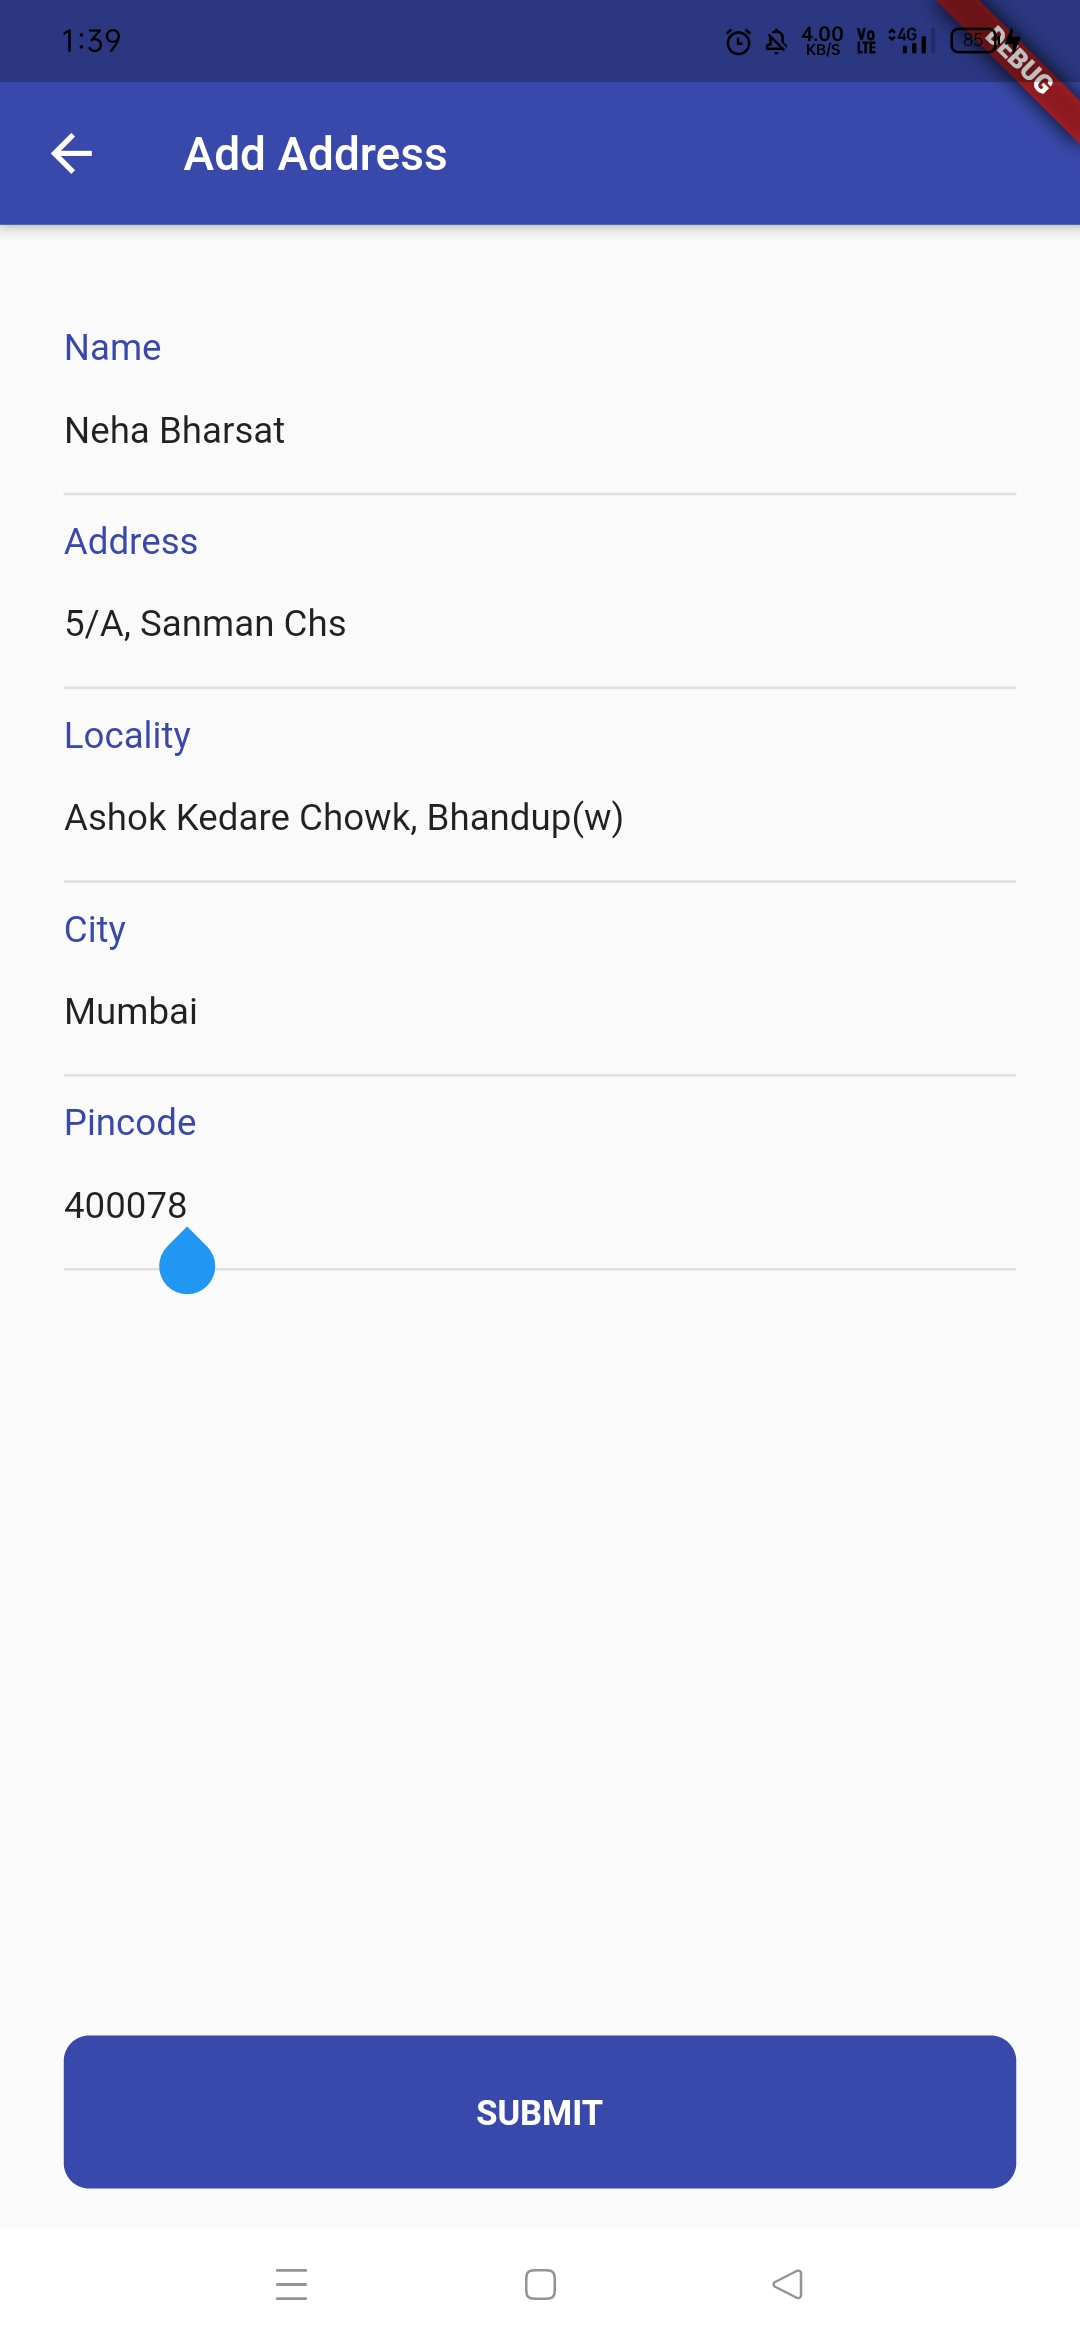 1:39
4.00
KB/S
Vo
LTE
4G
85
DEBUG
Add Address
Name
Neha Bharsat
Address
5/A, Sanman Chs
Locality
Ashok Kedare Chowk, Bhandup(w)
City
Mumbai
Pincode
400078
SUBMIT